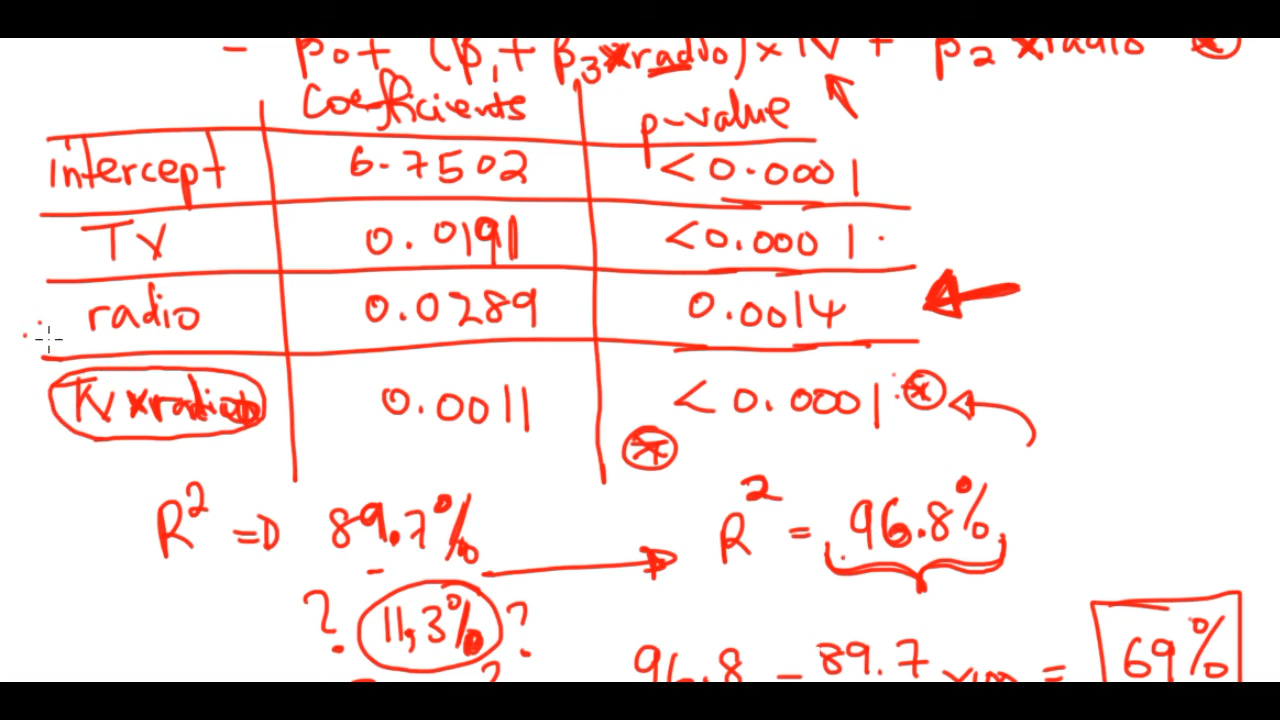 = β₀ + (β₁ + β₃ × radio) × TV + β₂ × radio *
Coefficients p-value
intercept 6.7502 < 0.0001
TV 0.0191 < 0.0001
radio 0.0289 0.0014
TV × radio 0.0011 < 0.0001 *
*
R² => 89.7% → R² = 96.8%
? 11,3% ?
96.8 - 89.7 ×100 = 69%